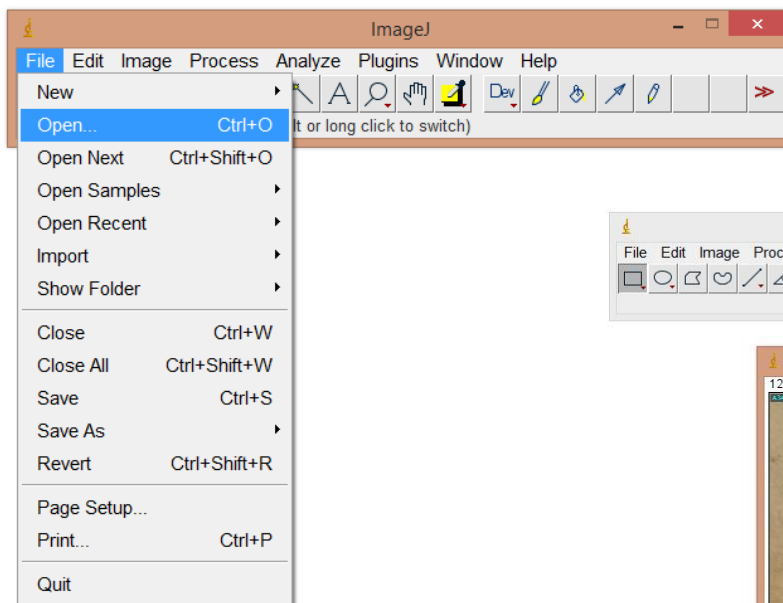 ImageJ
File Edit Image Process Analyze Plugins Window Help
Dev
lt or long click to switch)
New
Open... Ctrl+O
Open Next Ctrl+Shift+O
Open Samples
Open Recent
Import
Show Folder
Close Ctrl+W
Close All Ctrl+Shift+W
Save Ctrl+S
Save As
Revert Ctrl+Shift+R
Page Setup...
Print... Ctrl+P
Quit
File Edit Image Proc
12